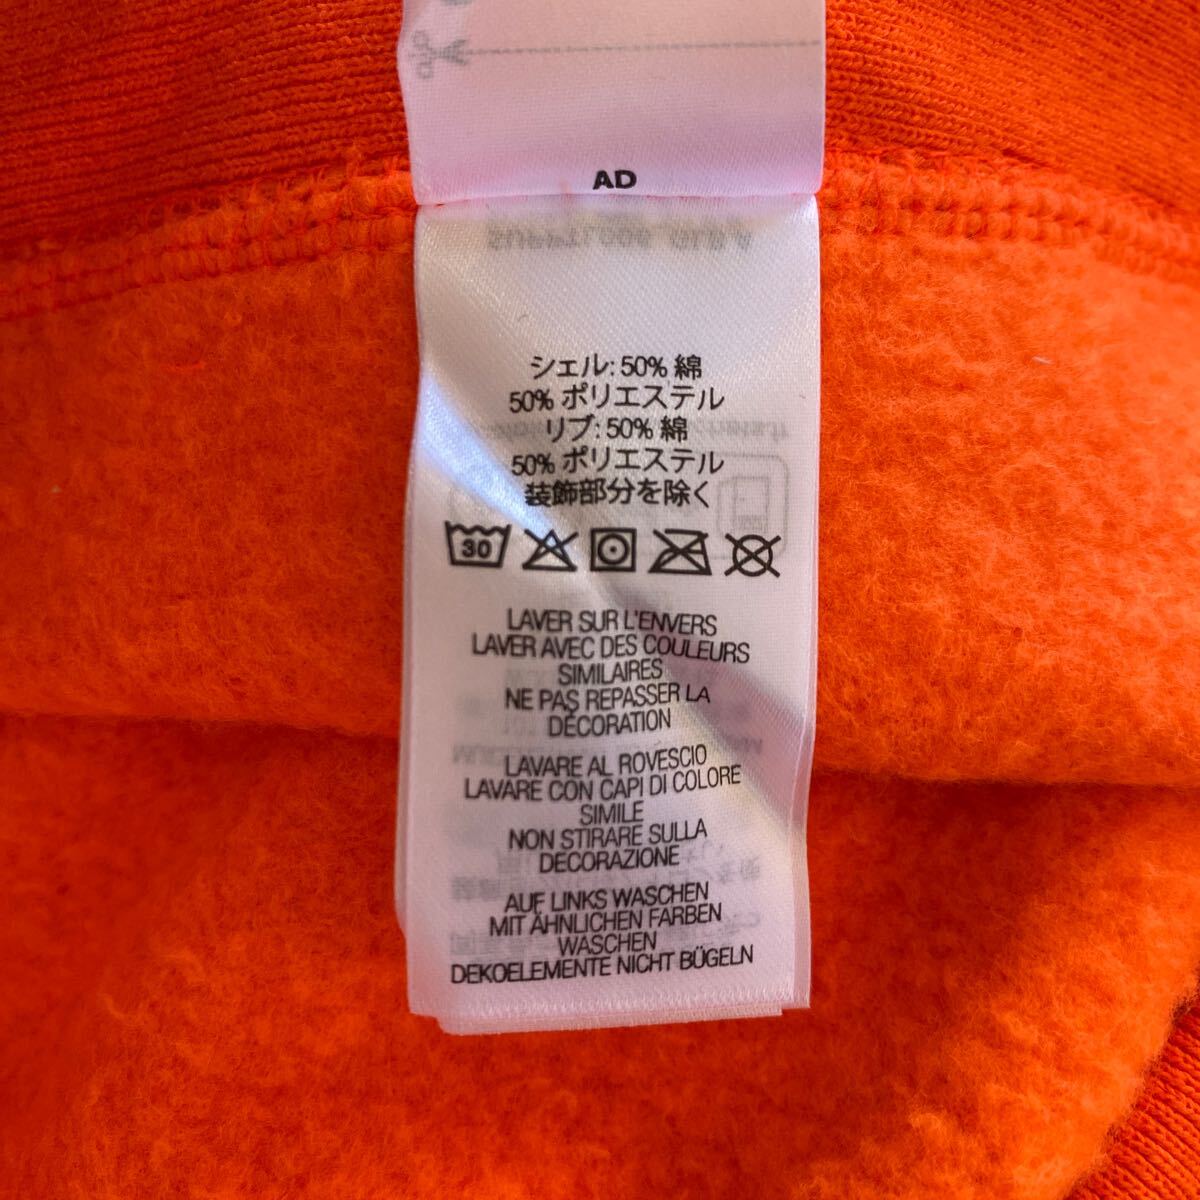 AD
シェル: 50% 綿
50% ポリエステル
リブ: 50% 綿
50% ポリエステル
装飾部分を除く
30
LAVER SUR L'ENVERS
LAVER AVEC DES COULEURS
SIMILAIRES
NE PAS REPASSER LA
DÉCORATION
LAVARE AL ROVESCIO
LAVARE CON CAPI DI COLORE
SIMILE
NON STIRARE SULLA
DECORAZIONE
AUF LINKS WASCHEN
MIT ÄHNLICHEN FARBEN
WASCHEN
DEKOELEMENTE NICHT BÜGELN